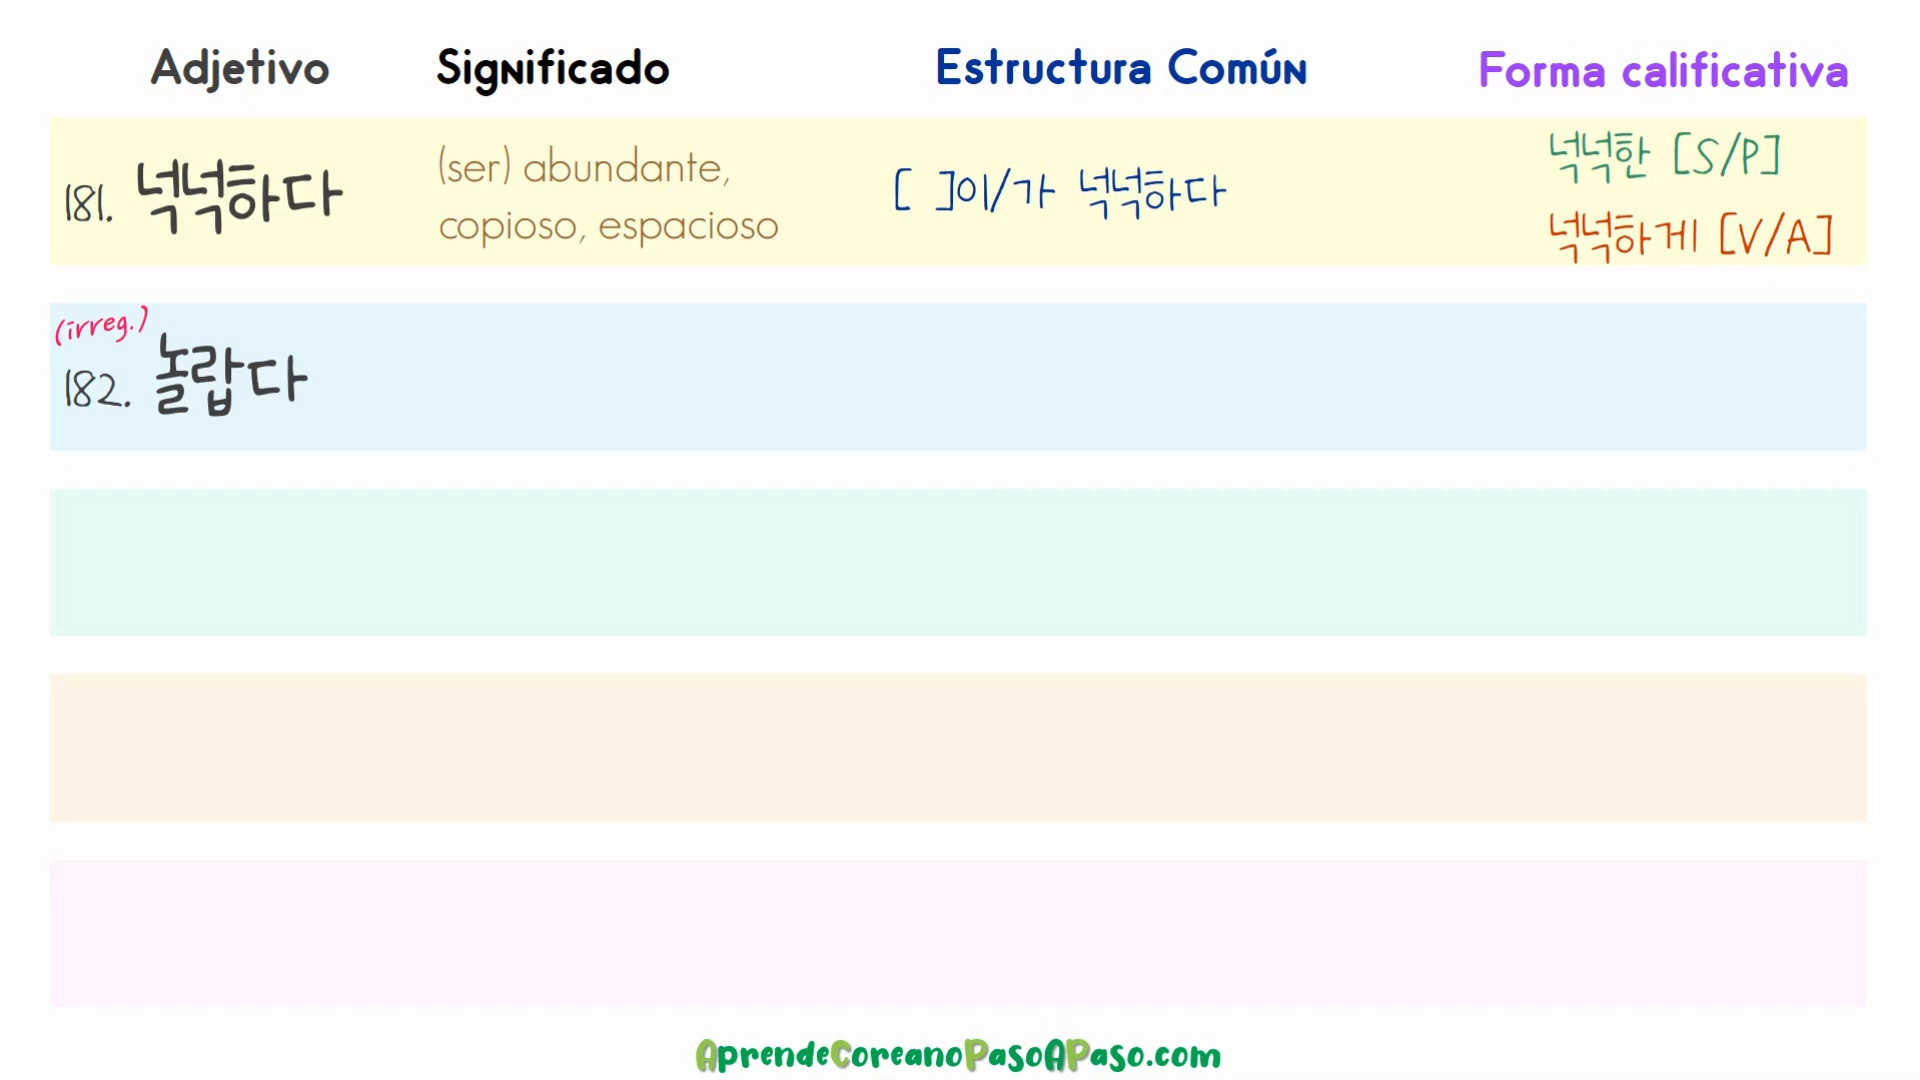 Adjetivo Significado Estructura Común Forma calificativa
181. 넉넉하다
(ser) abundante,
copioso, espacioso
[ ]이/가 넉넉하다
넉넉한 [S/P]
넉넉하게 [V/A]
(irreg.)
182. 놀랍다
AprendeCoreanoPasoAPaso.com